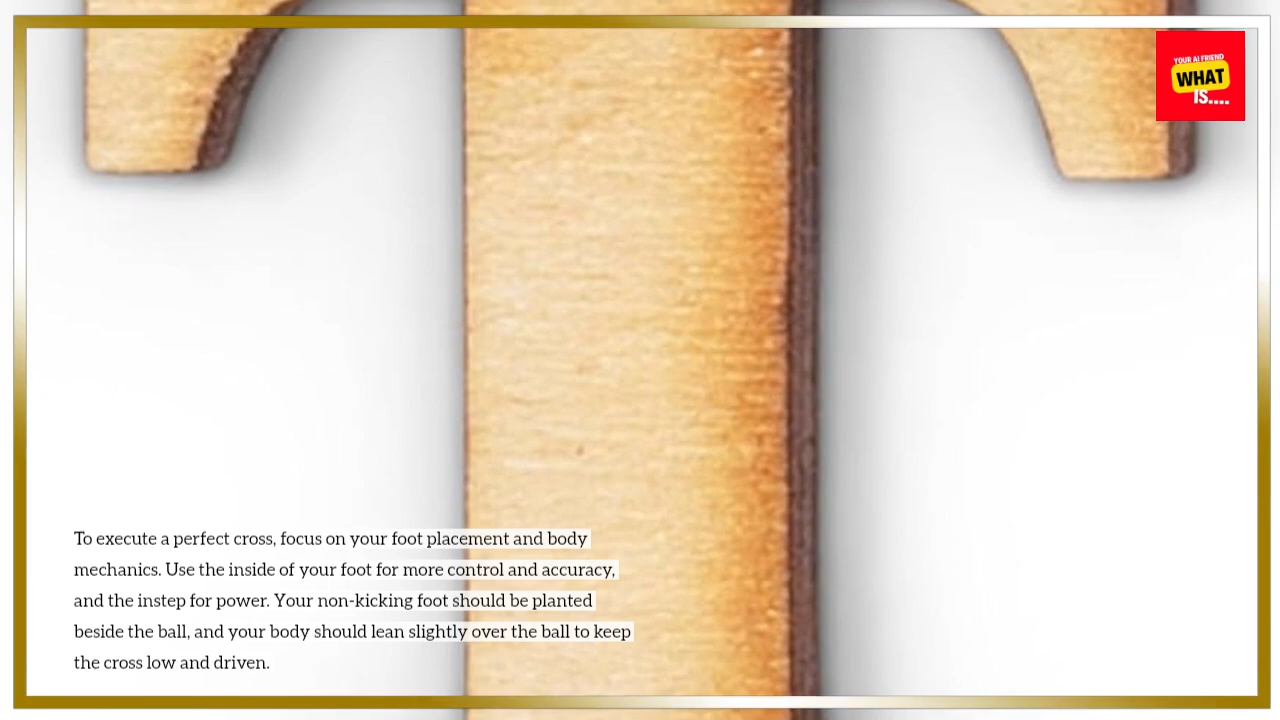 YOUR AI FRIEND
WHAT
IS....
To execute a perfect cross, focus on your foot placement and body
mechanics. Use the inside of your foot for more control and accuracy,
and the instep for power. Your non-kicking foot should be planted
beside the ball, and your body should lean slightly over the ball to keep
the cross low and driven.